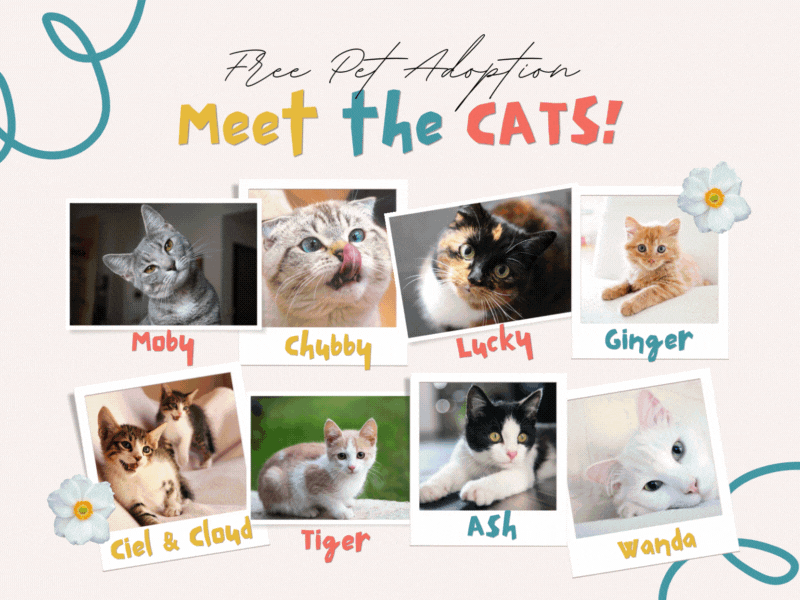 Free Pet Adoption
Meet the CATS!
Moby
Chubby
Lucky
Ginger
Ciel & Cloud
Tiger
Ash
Wanda